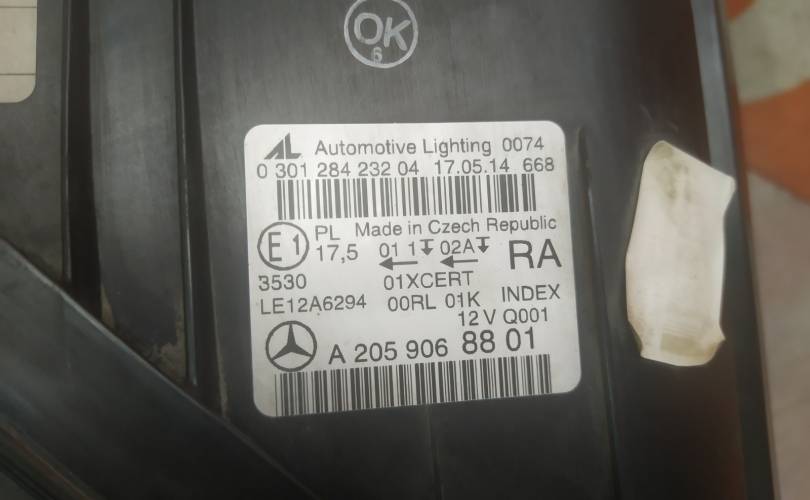 OK
6
AL Automotive Lighting 0074
0 301 284 232 04 17.05.14 668
PL Made in Czech Republic
E1 17,5 01 1 02A RA
3530 01XCERT
LE12A6294 00RL 01K INDEX
12 V Q001
A 205 906 88 01